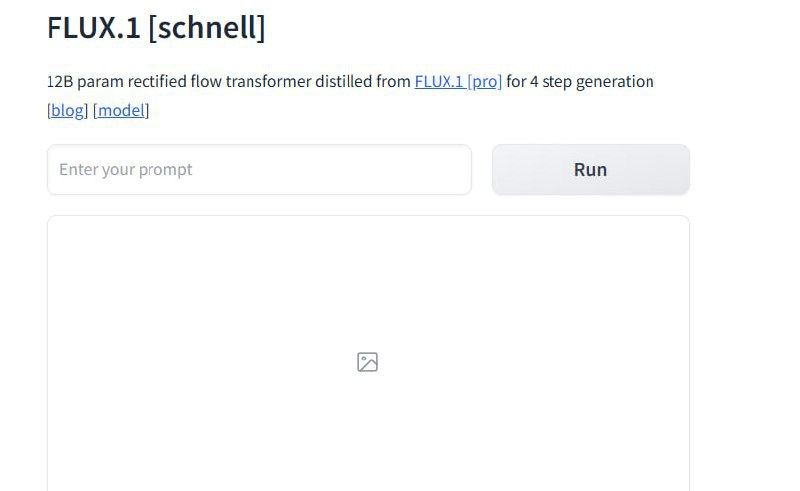 FLUX.1 [schnell]
12B param rectified flow transformer distilled from FLUX.1 [pro] for 4 step generation
[blog] [model]
Enter your prompt
Run